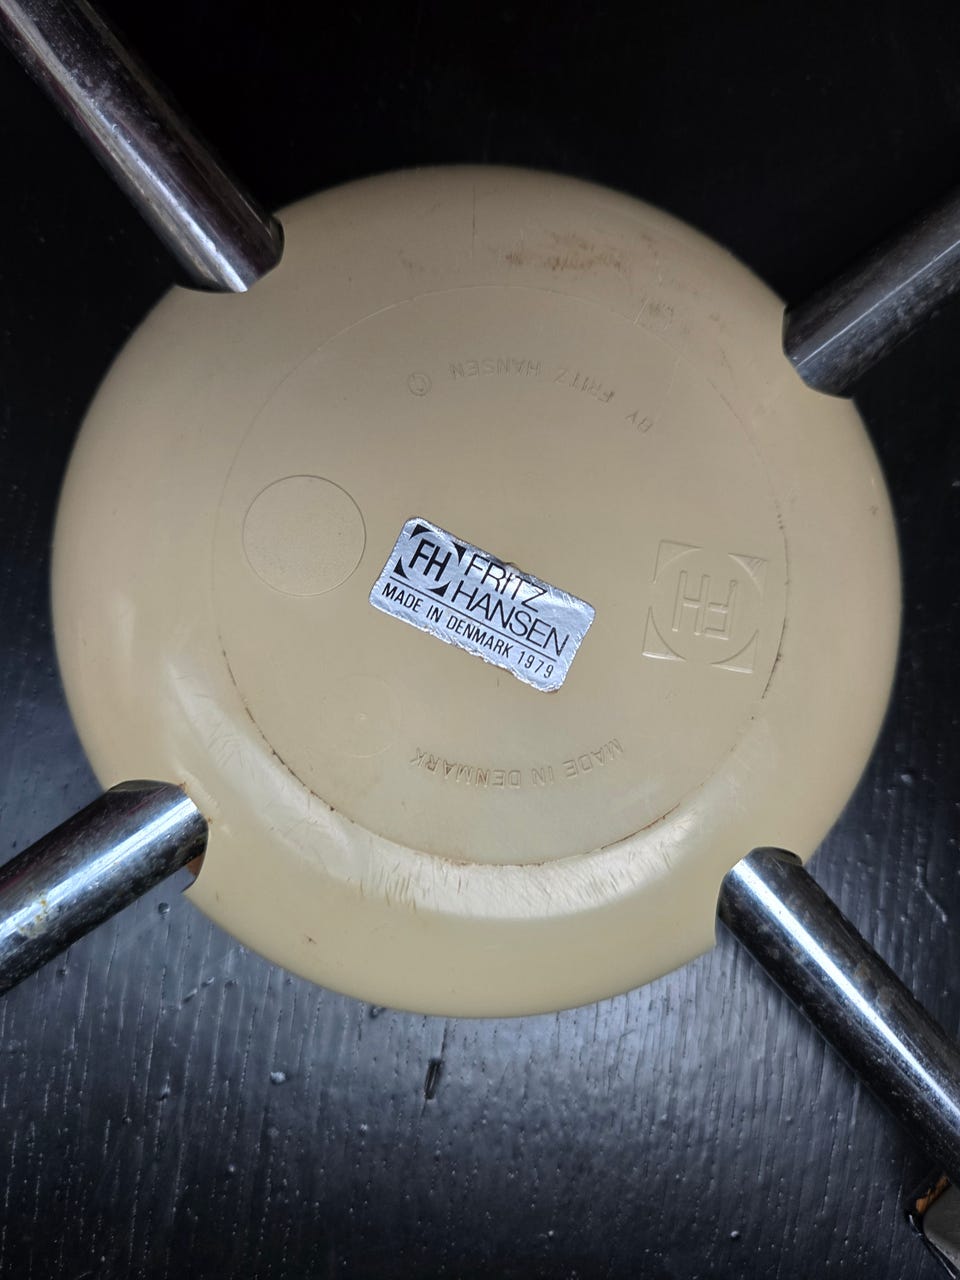 BY FRITZ HANSEN ©
FH FRITZ
HANSEN
MADE IN DENMARK 1979
FH
MADE IN DENMARK